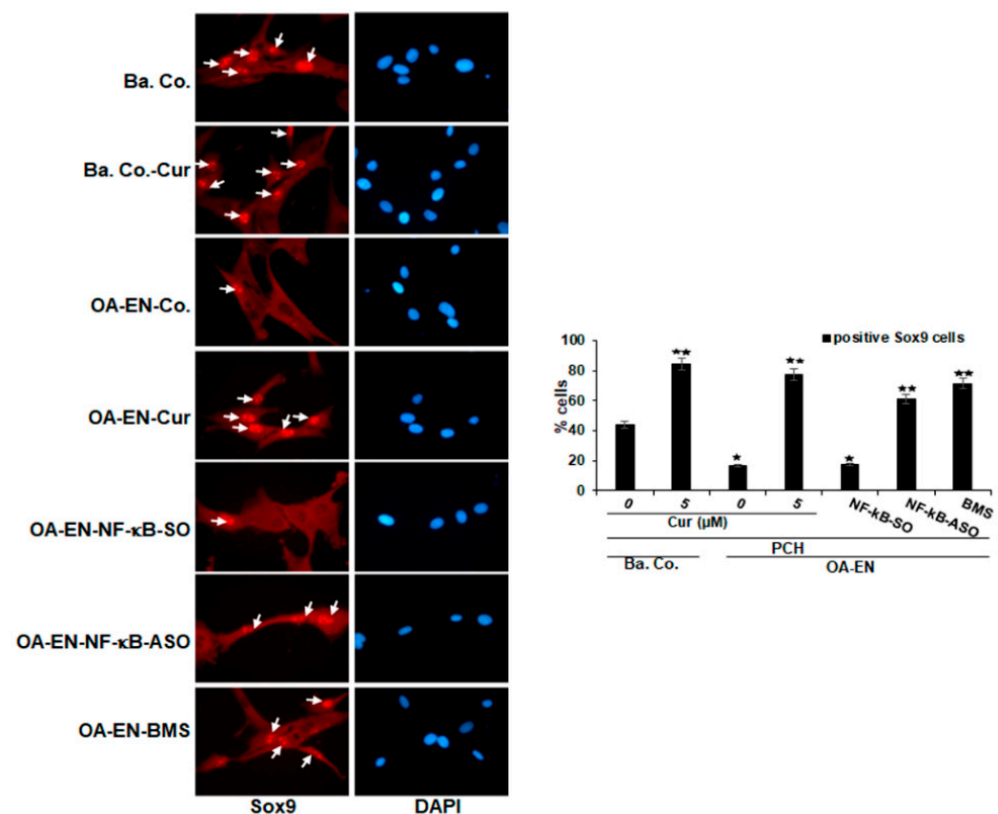 Ba. Co.
Ba. Co.-Cur
OA-EN-Co.
OA-EN-Cur
OA-EN-NF-κB-SO
OA-EN-NF-κB-ASO
OA-EN-BMS
Sox9 DAPI
positive Sox9 cells
% cells
100
80
60
40
20
0
★★ ★★ ★★ ★★
★ ★
0 5 0 5 NF-kB-SO NF-kB-ASO BMS
Cur (µM)
PCH
Ba. Co. OA-EN